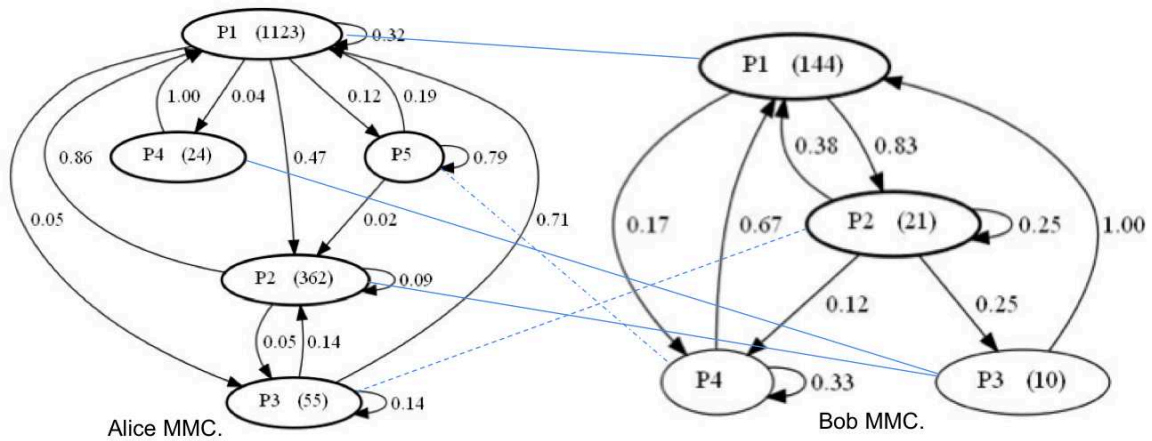 P1 (1123)
0.32
1.00
0.04
0.12
0.19
P4 (24)
P5
0.86
0.47
0.79
0.05
0.02
0.71
P2 (362)
0.09
0.05
0.14
P3 (55)
0.14
Alice MMC.
P1 (144)
0.38
0.83
0.17
0.67
P2 (21)
0.25
1.00
0.12
0.25
P4
0.33
P3 (10)
Bob MMC.